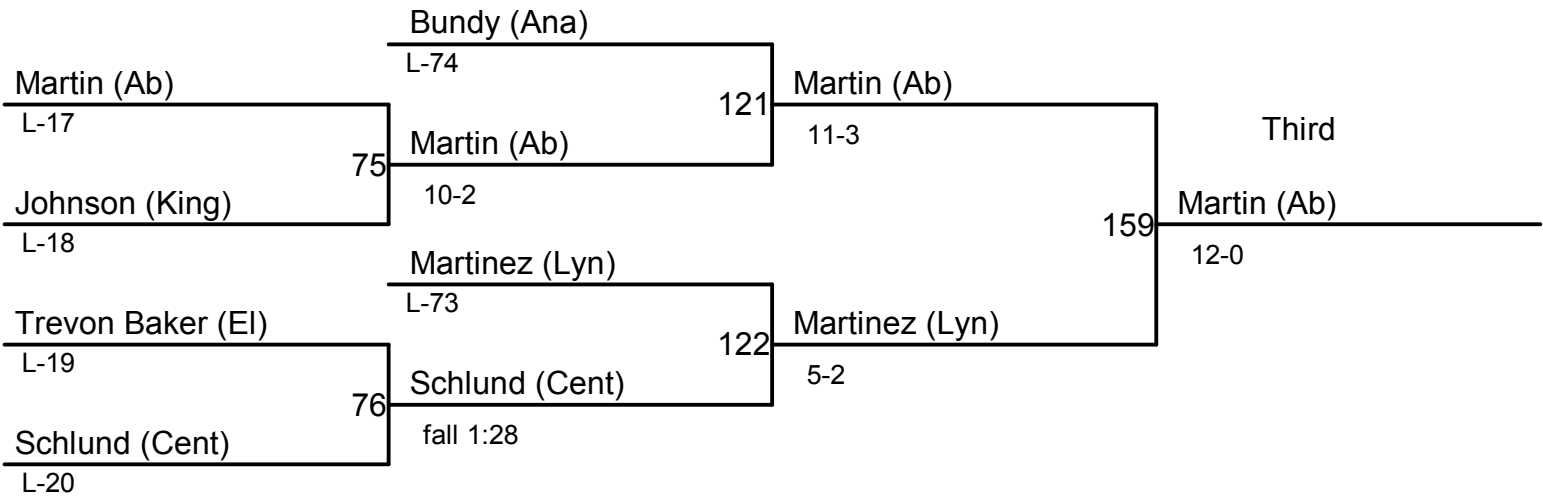 Bundy (Ana)
L-74
Martin (Ab)
L-17
121
Martin (Ab)
11-3
Third
75
Martin (Ab)
10-2
Johnson (King)
L-18
159
Martin (Ab)
12-0
Martinez (Lyn)
L-73
Trevon Baker (El)
L-19
122
Martinez (Lyn)
5-2
76
Schlund (Cent)
fall 1:28
Schlund (Cent)
L-20